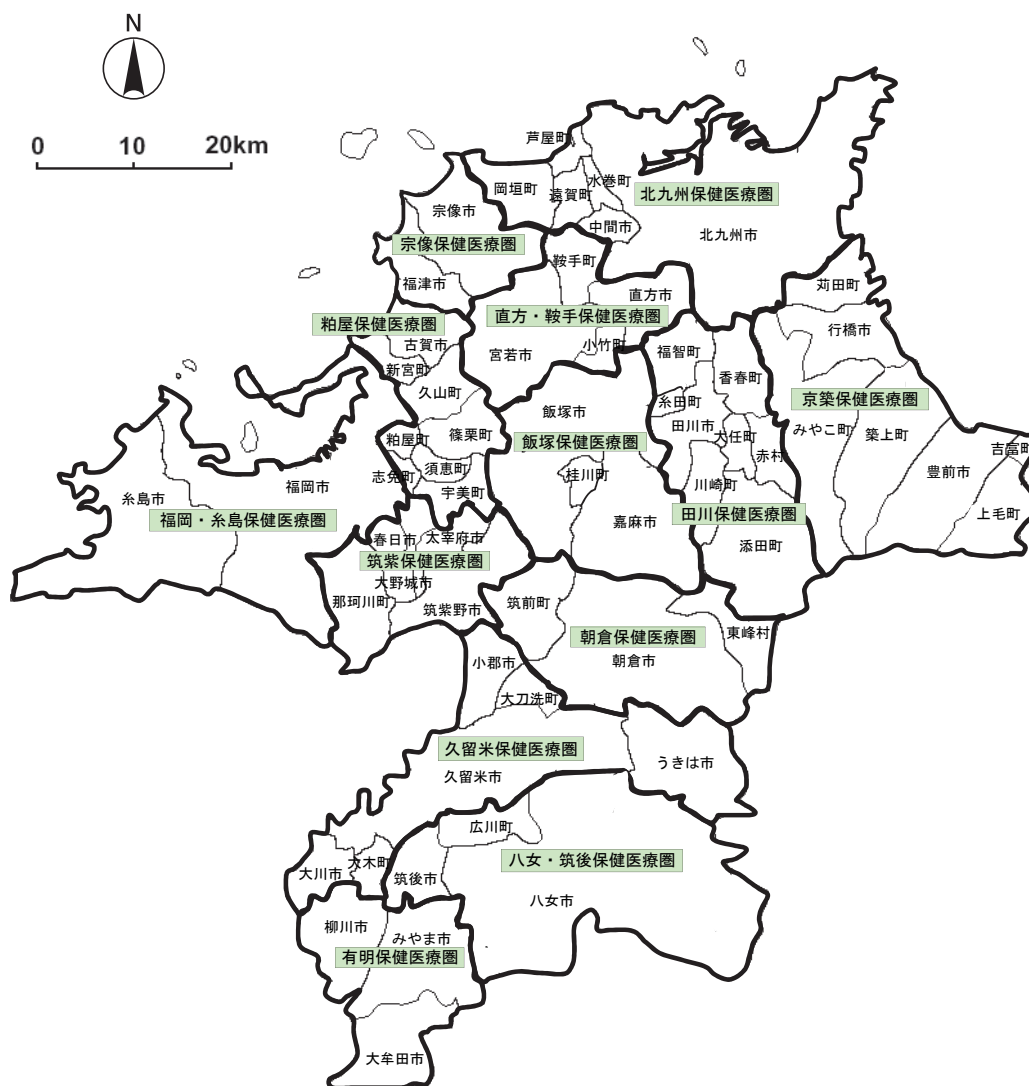 N
0 10 20km
芦屋町
水巻町
岡垣町
遠賀町
北九州保健医療圏
宗像市
中間市
北九州市
宗像保健医療圏
鞍手町
福津市
直方市
苅田町
粕屋保健医療圏
直方・鞍手保健医療圏
行橋市
古賀市
小竹町
福智町
宮若市
新宮町
香春町
久山町
糸田町
京築保健医療圏
飯塚市
田川市
みやこ町
築上町
粕屋町
篠栗町
飯塚保健医療圏
大任町
吉富町
志免町
須恵町
桂川町
赤村
豊前市
福岡市
宇美町
川崎町
糸島市
嘉麻市
田川保健医療圏
上毛町
福岡・糸島保健医療圏
春日市
太宰府市
添田町
筑紫保健医療圏
大野城市
那珂川町
筑紫野市
筑前町
朝倉保健医療圏
東峰村
小郡市
朝倉市
大刀洗町
久留米保健医療圏
うきは市
久留米市
広川町
大木町
八女・筑後保健医療圏
大川市
筑後市
八女市
柳川市
みやま市
有明保健医療圏
大牟田市